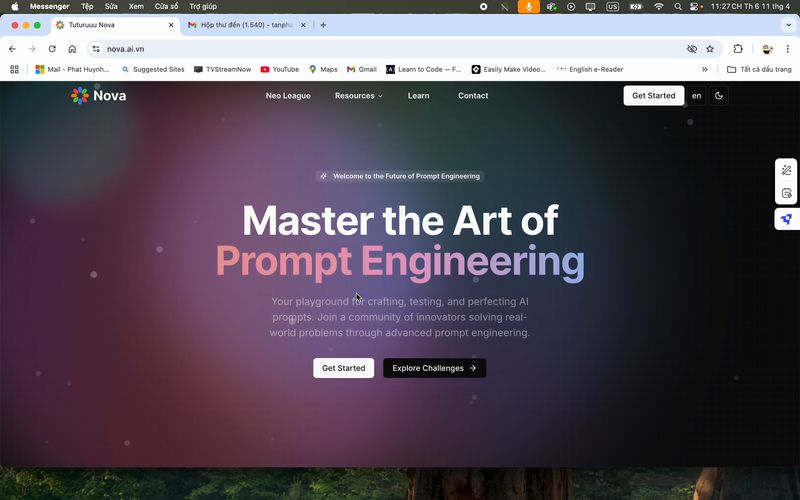 Messenger Tệp Sửa Xem Cửa sổ Trợ giúp US 11:27 CH Th 6 11 thg 4
Tuturuuu Nova Hộp thư đến (1.540) - tanpha
nova.ai.vn
Mail - Phat Huynh... Suggested Sites TVStreamNow YouTube Maps Gmail Learn to Code — F... Easily Make Video... English e-Reader Tất cả dấu trang
Nova Neo League Resources Learn Contact Get Started en
Welcome to the Future of Prompt Engineering
Master the Art of
Prompt Engineering
Your playground for crafting, testing, and perfecting AI
prompts. Join a community of innovators solving real-
world problems through advanced prompt engineering.
Get Started Explore Challenges